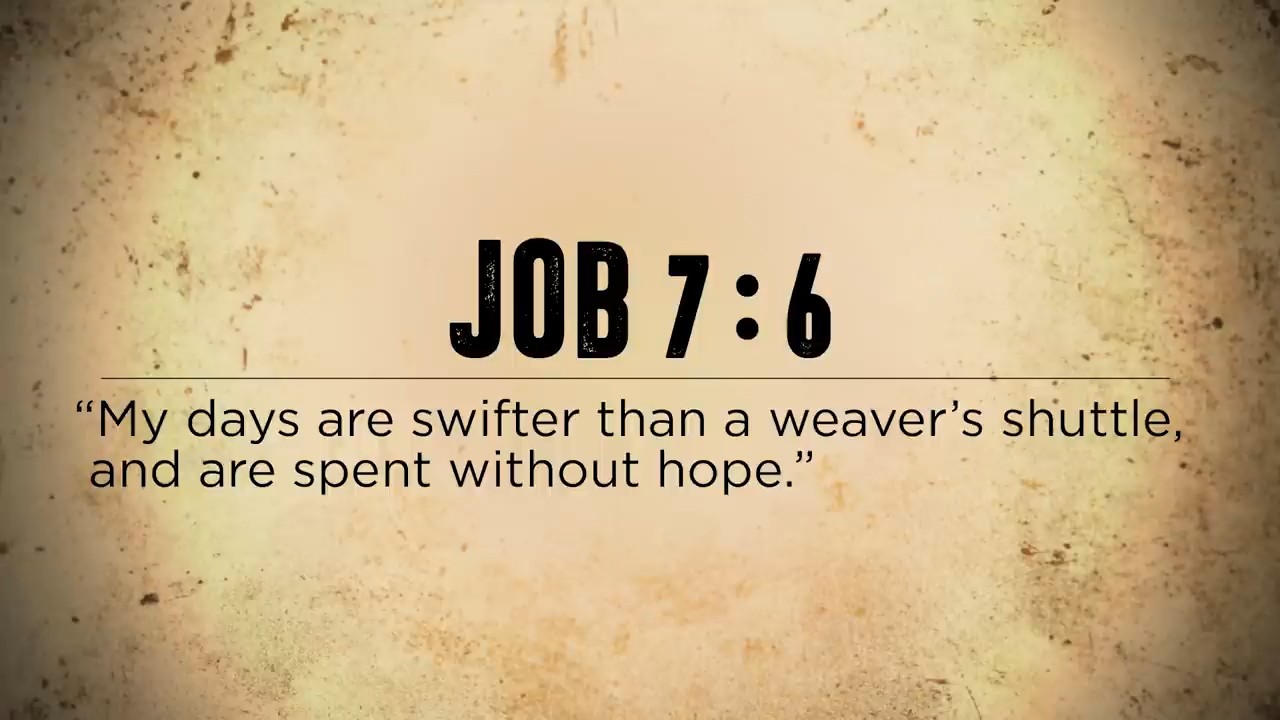 JOB 7:6
“My days are swifter than a weaver’s shuttle,
and are spent without hope.”